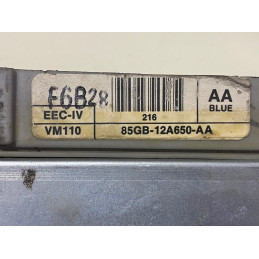 F6B28
EEC-IV
216
AA
BLUE
VM110
85GB-12A650-AA